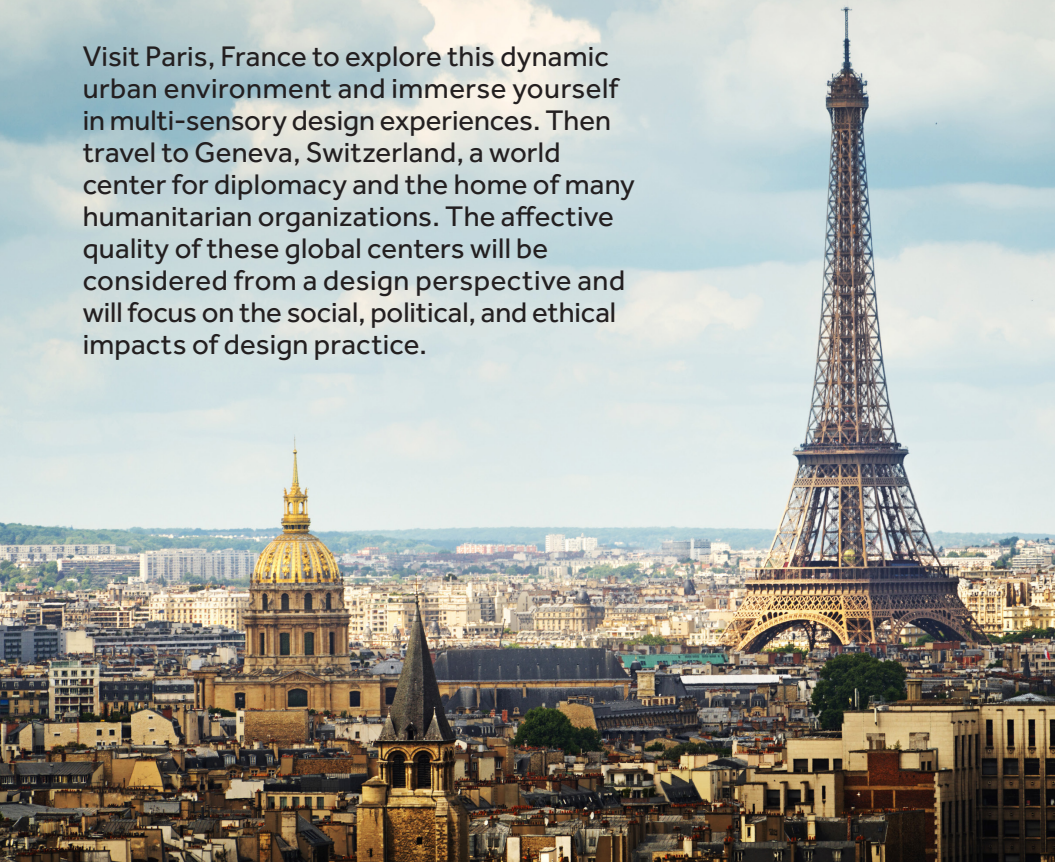 Visit Paris, France to explore this dynamic
urban environment and immerse yourself
in multi-sensory design experiences. Then
travel to Geneva, Switzerland, a world
center for diplomacy and the home of many
humanitarian organizations. The affective
quality of these global centers will be
considered from a design perspective and
will focus on the social, political, and ethical
impacts of design practice.